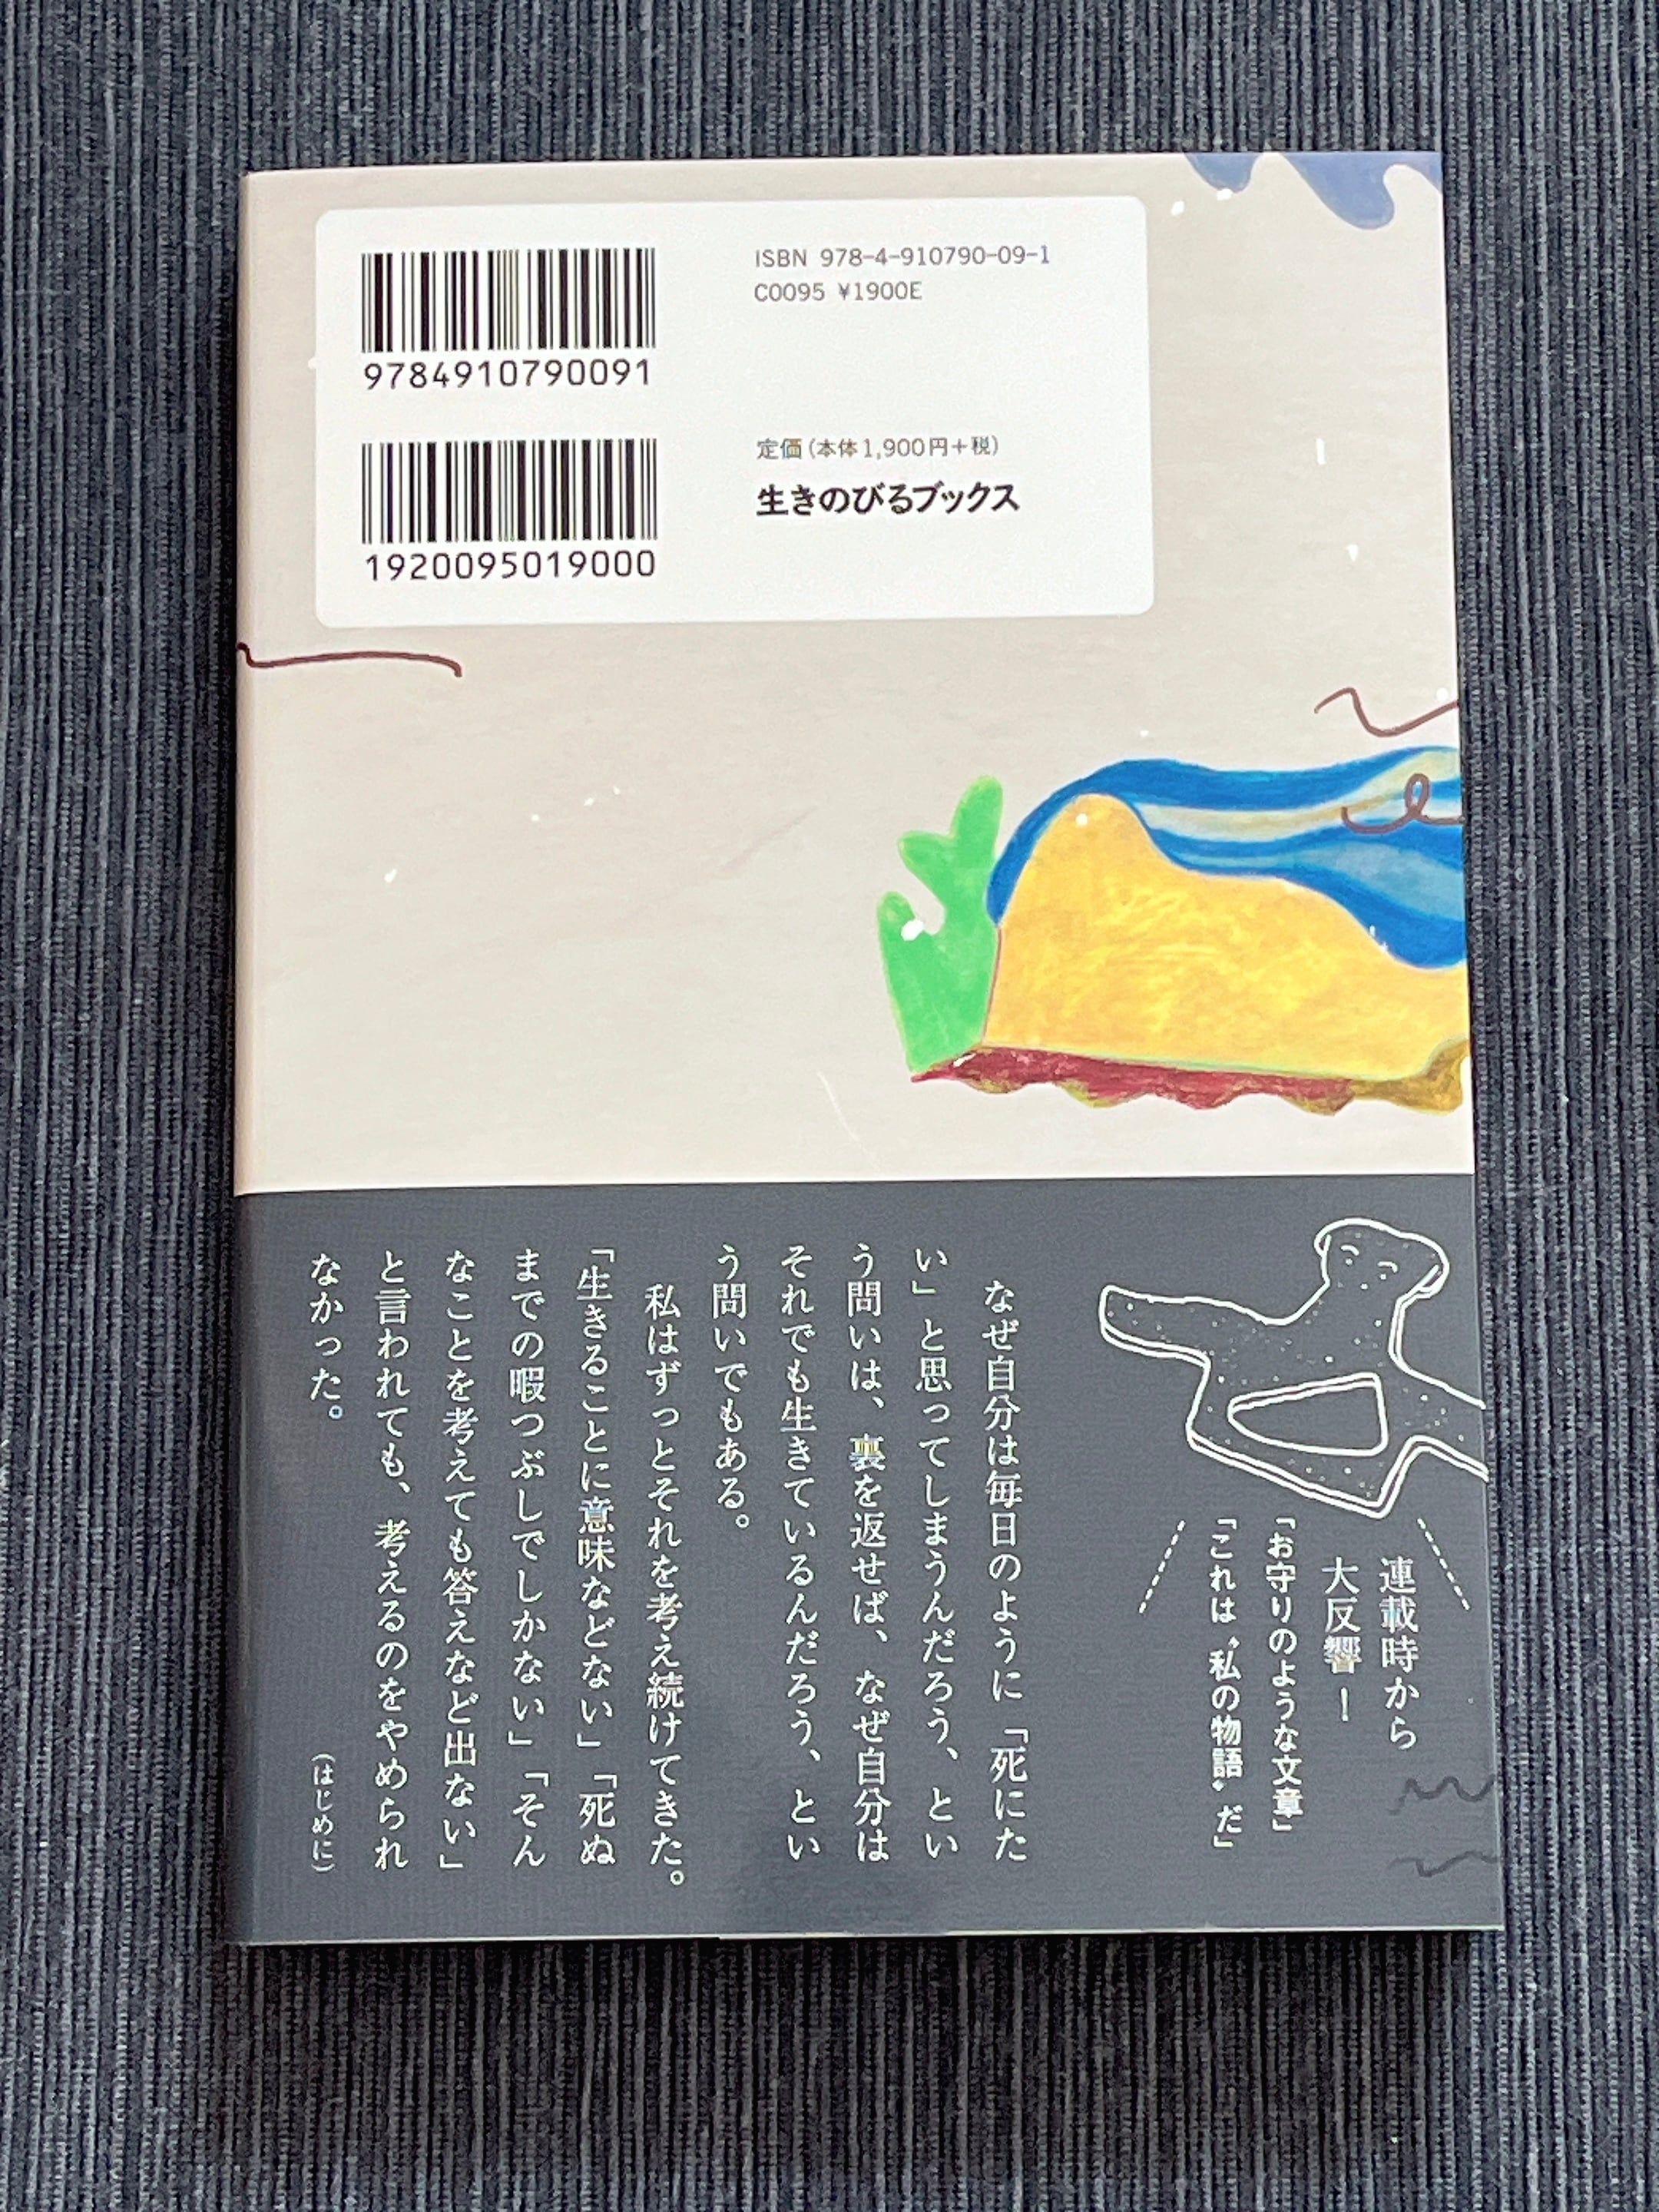 9784910790091
1920095019000
ISBN 978-4-910790-09-1
C0095 ¥1900E
定価(本体1,900円+税)
生きのびるブックス
連載時から
大反響!
「お守りのような文章」
「これは〝私の物語〟だ」
なぜ自分は毎日のように「死にた
い」と思ってしまうんだろう、とい
う問いは、裏を返せば、なぜ自分は
それでも生きているんだろう、とい
う問いでもある。
私はずっとそれを考え続けてきた。
「生きることに意味などない」「死ぬ
までの暇つぶしでしかない」「そん
なことを考えても答えなど出ない」
と言われても、考えるのをやめられ
なかった。
(はじめに)